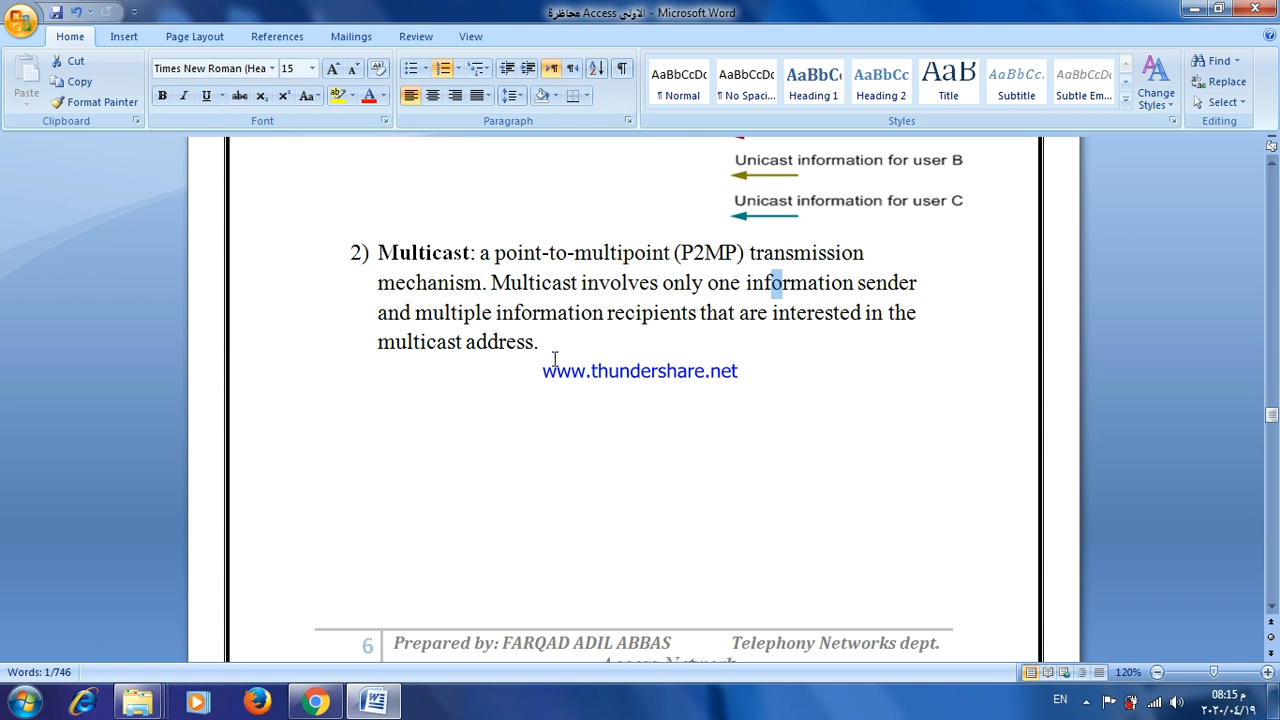 محاظرة Access الاولى - Microsoft Word
Home Insert Page Layout References Mailings Review View
Paste Cut Copy Format Painter Clipboard
Times New Roman (Hea 15 Font
Paragraph
AaBbCcDc ¶ Normal AaBbCcDc ¶ No Spaci... AaBbC Heading 1 AaBbCc Heading 2 AaB Title AaBbCc. Subtitle AaBbCcDc Subtle Em... Change Styles Styles
Find Replace Select Editing
Unicast information for user B
Unicast information for user C
2) Multicast: a point-to-multipoint (P2MP) transmission
mechanism. Multicast involves only one information sender
and multiple information recipients that are interested in the
multicast address.
www.thundershare.net
6 Prepared by: FARQAD ADIL ABBAS Telephony Networks dept.
Access Network
Words: 1/746 120%
EN 08:15 م
٢٠٢٠/٠٤/١٩